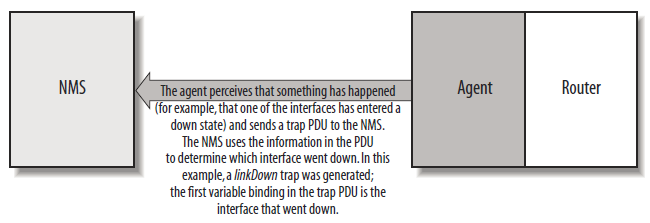 NMS
The agent perceives that something has happened
(for example, that one of the interfaces has entered a
down state) and sends a trap PDU to the NMS.
The NMS uses the information in the PDU
to determine which interface went down. In this
example, a linkDown trap was generated;
the first variable binding in the trap PDU is the
interface that went down.
Agent
Router